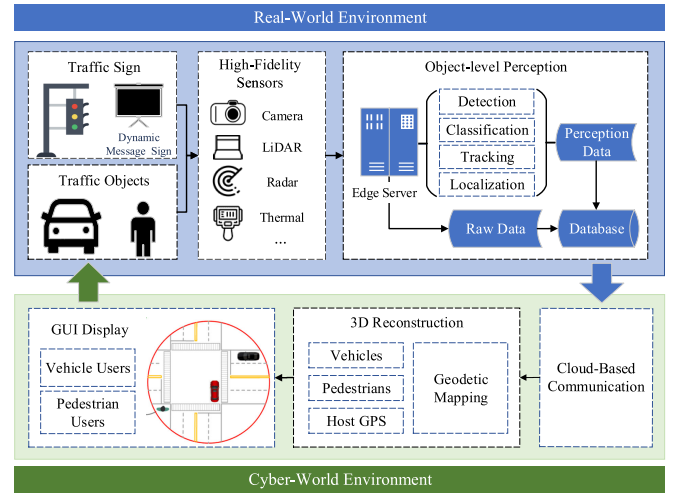 Real-World Environment
Traffic Sign
Dynamic
Message Sign
Traffic Objects
High-Fidelity
Sensors
Camera
LiDAR
Radar
Thermal
...
Object-level Perception
Edge Server
Detection
Classification
Tracking
Localization
Perception
Data
Raw Data
Database
GUI Display
Vehicle Users
Pedestrian
Users
3D Reconstruction
Vehicles
Pedestrians
Host GPS
Geodetic
Mapping
Cloud-Based
Communication
Cyber-World Environment